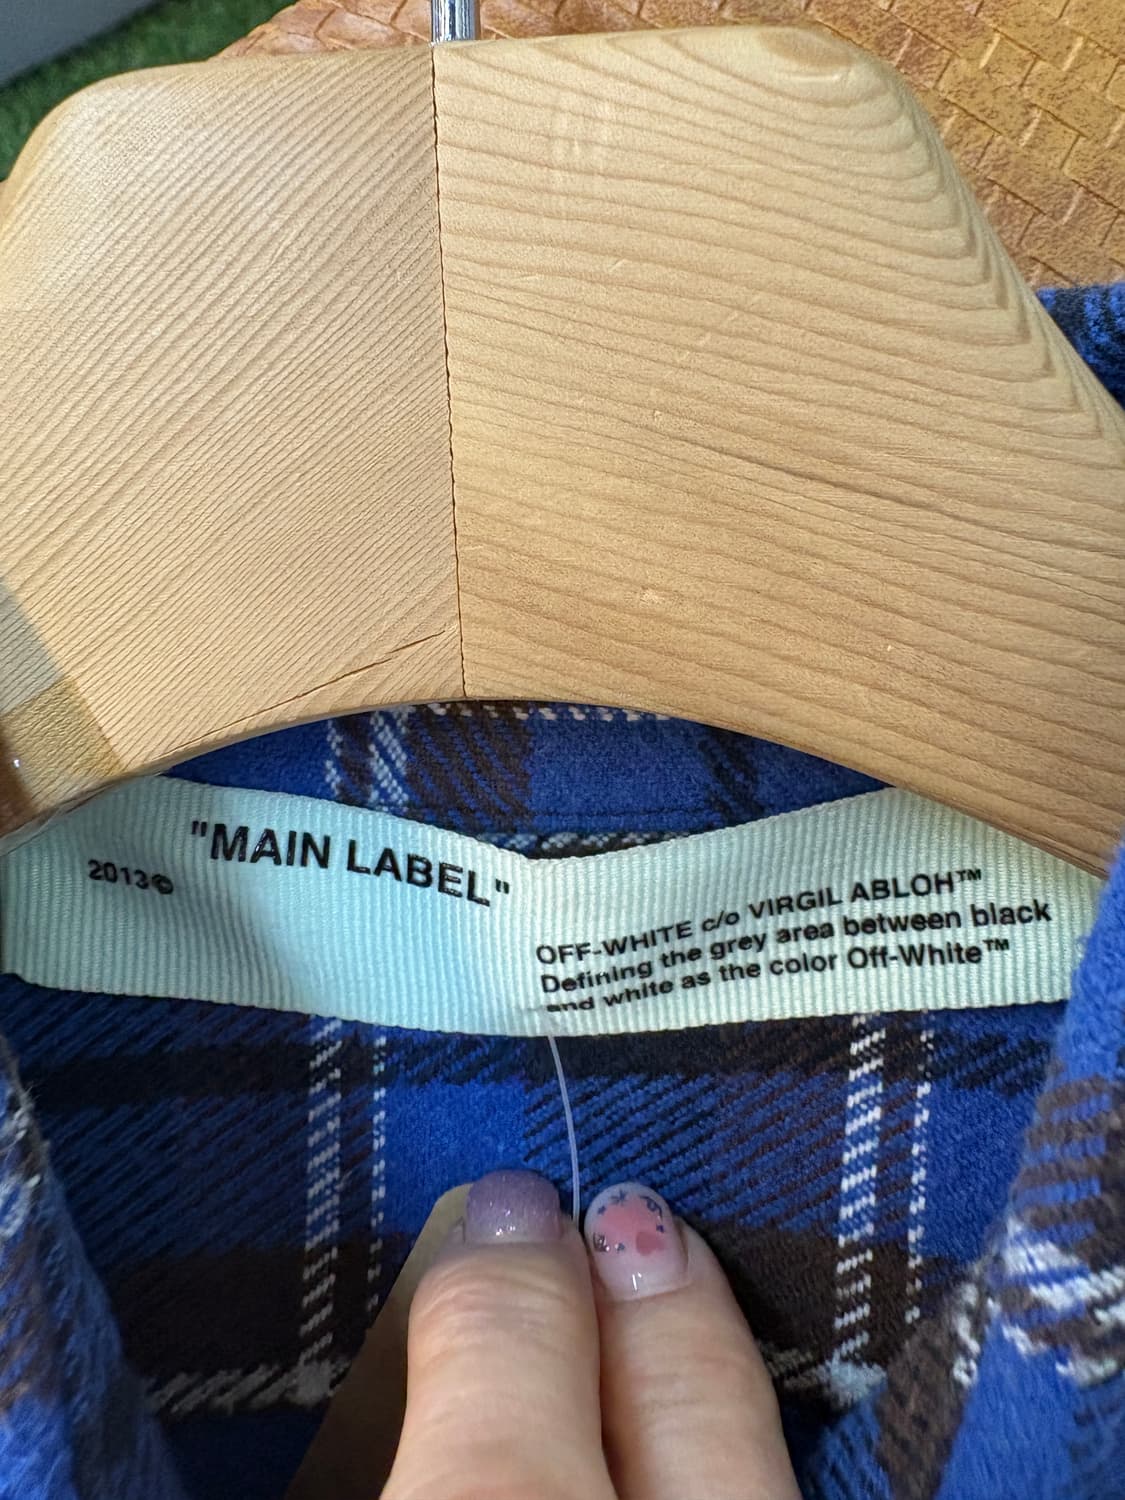 "MAIN LABEL"
2013©
OFF-WHITE c/o VIRGIL ABLOH™
Defining the grey area between black
and white as the color Off-White™